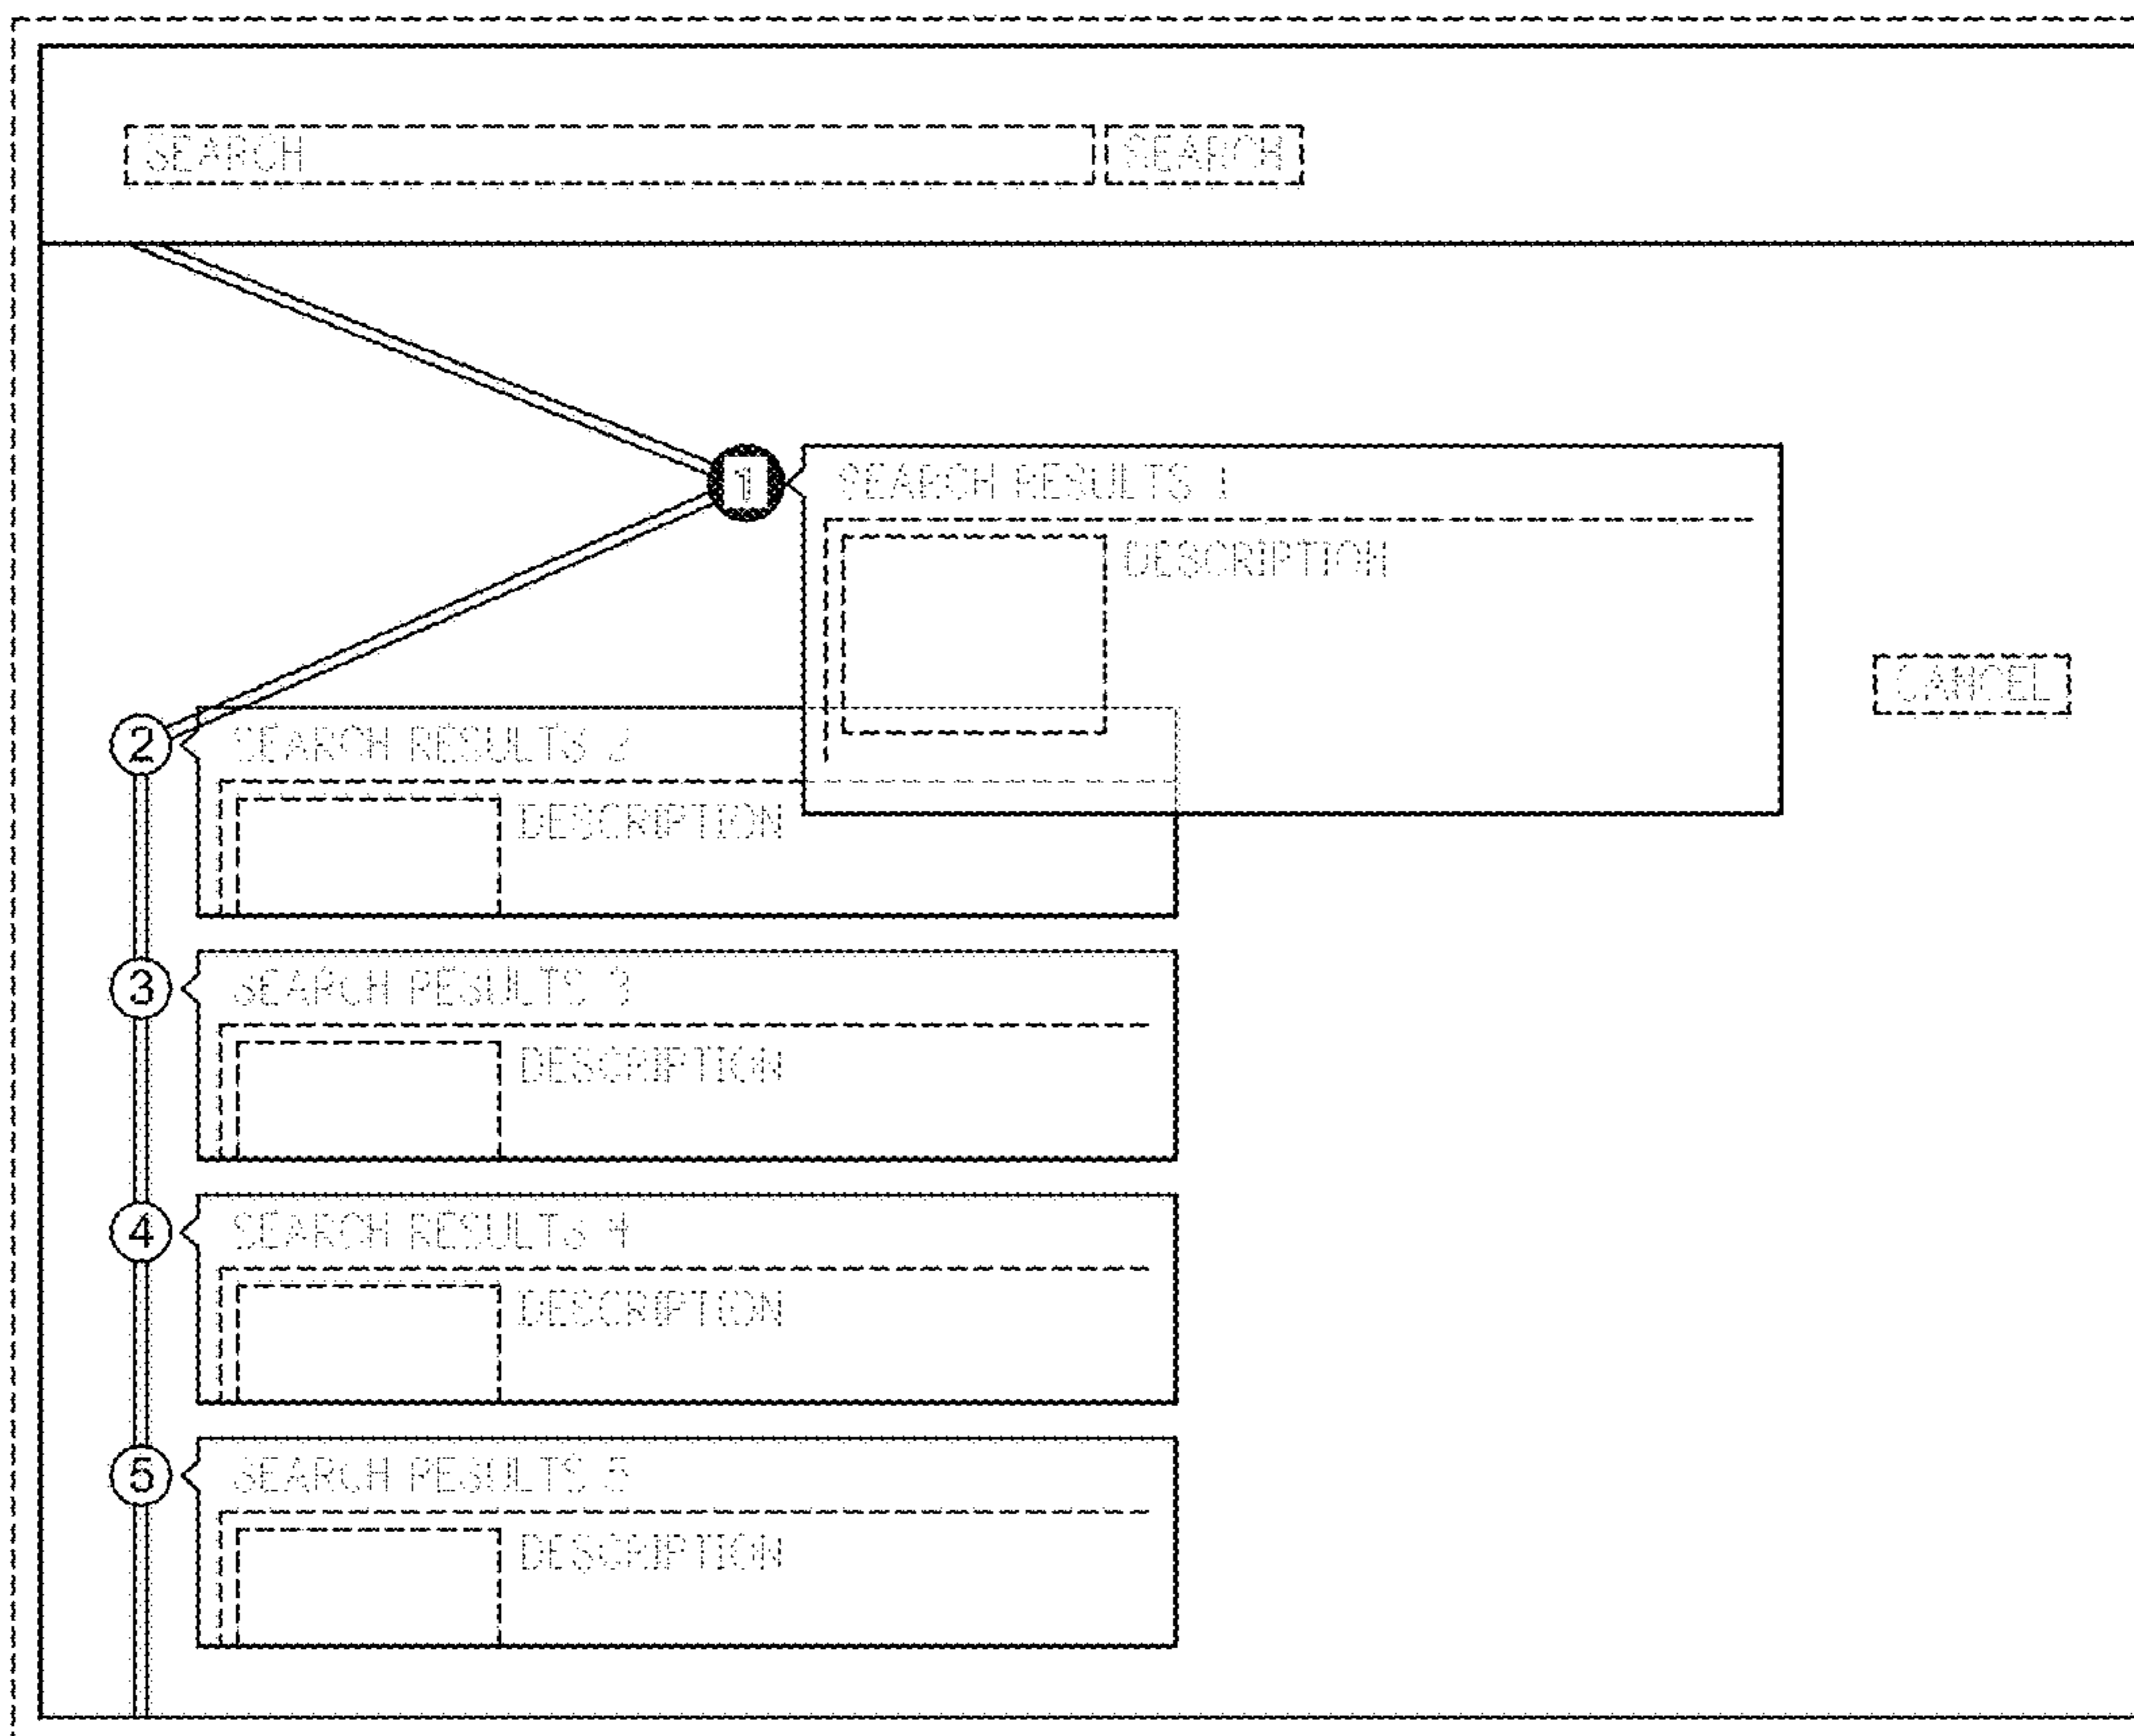 SEARCH SEARCH
1 SEARCH RESULTS 1
DESCRIPTION
CANCEL
2 SEARCH RESULTS 2
DESCRIPTION
3 SEARCH RESULTS 3
DESCRIPTION
4 SEARCH RESULTS 4
DESCRIPTION
5 SEARCH RESULTS 5
DESCRIPTION